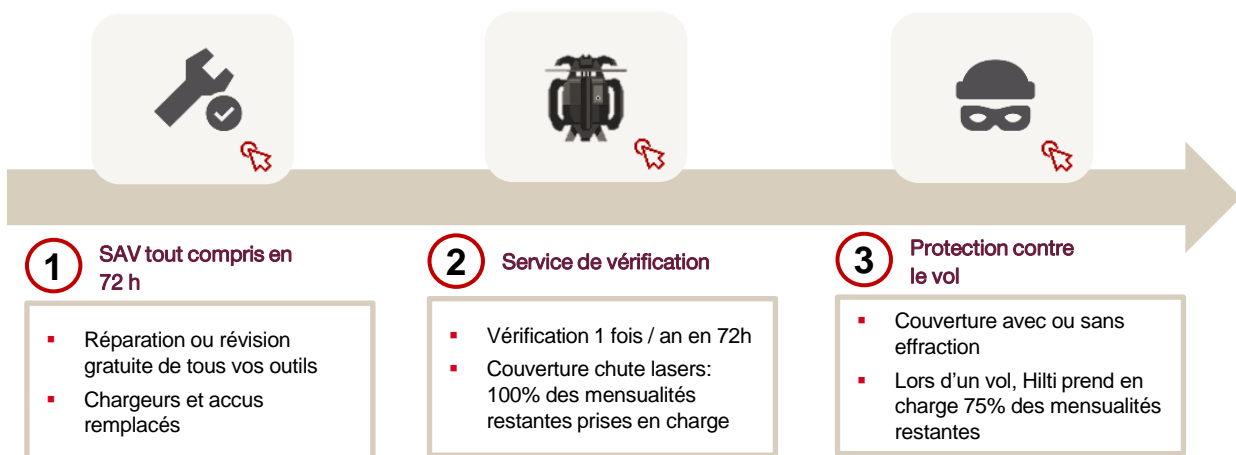 1
SAV tout compris en
72 h
Réparation ou révision
gratuite de tous vos outils
Chargeurs et accus
remplacés
2
Service de vérification
Vérification 1 fois / an en 72h
Couverture chute lasers:
100% des mensualités
restantes prises en charge
3
Protection contre
le vol
Couverture avec ou sans
effraction
Lors d'un vol, Hilti prend en
charge 75% des mensualités
restantes